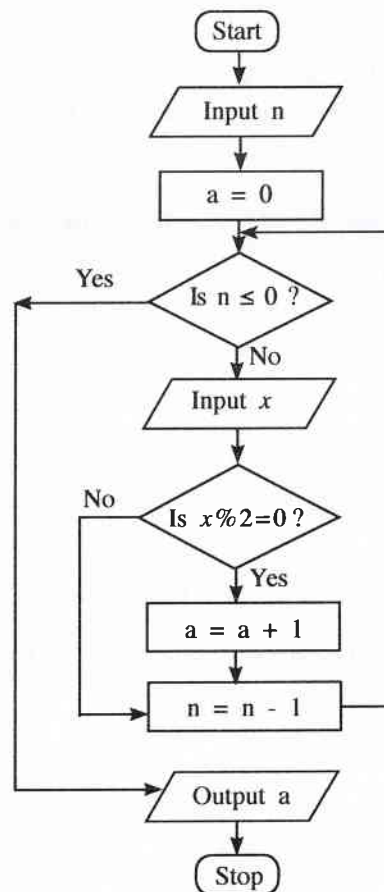 Start
Input n
a = 0
Yes
Is n ≤ 0 ?
No
Input x
No
Is x%2=0 ?
Yes
a = a + 1
n = n - 1
Output a
Stop